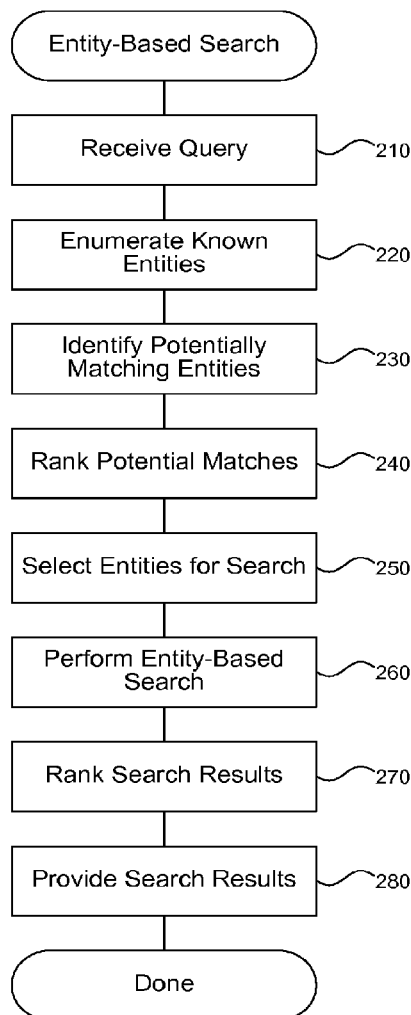 Entity-Based Search
Receive Query
210
Enumerate Known
Entities
220
Identify Potentially
Matching Entities
230
Rank Potential Matches
240
Select Entities for Search
250
Perform Entity-Based
Search
260
Rank Search Results
270
Provide Search Results
280
Done